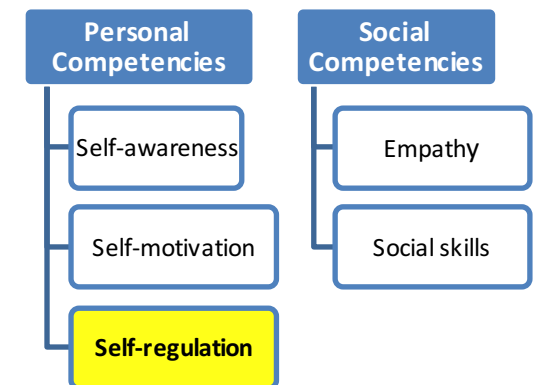 Personal
Competencies
Self-awareness
Self-motivation
Self-regulation
Social
Competencies
Empathy
Social skills